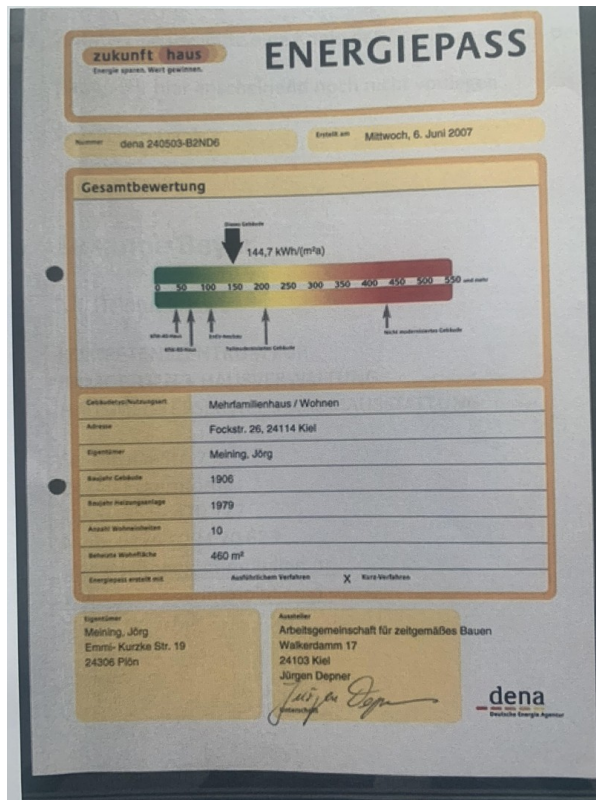 zukunft haus
Energie sparen. Wert gewinnen.
ENERGIEPASS
Nummer dena 240503-B2ND6
Erstellt am Mittwoch, 6. Juni 2007
Gesamtbewertung
Dieses Gebäude
144,7 kWh/(m²a)
0 50 100 150 200 250 300 350 400 450 500 550 und mehr
KfW-40-Haus
KfW-60-Haus
EnEV-Neubau
Teilmodernisiertes Gebäude
Nicht modernisiertes Gebäude
Gebäudetyp/Nutzungsart Mehrfamilienhaus / Wohnen
Adresse Fockstr. 26, 24114 Kiel
Eigentümer Meining, Jörg
Baujahr Gebäude 1906
Baujahr Heizungsanlage 1979
Anzahl Wohneinheiten 10
Beheizte Wohnfläche 460 m²
Energiepass erstellt mit Ausführlichem Verfahren X Kurz-Verfahren
Eigentümer
Meining, Jörg
Emmi- Kurzke Str. 19
24306 Plön
Aussteller
Arbeitsgemeinschaft für zeitgemäßes Bauen
Walkerdamm 17
24103 Kiel
Jürgen Depner
Jürgen Depner
Unterschrift
dena
Deutsche Energie-Agentur